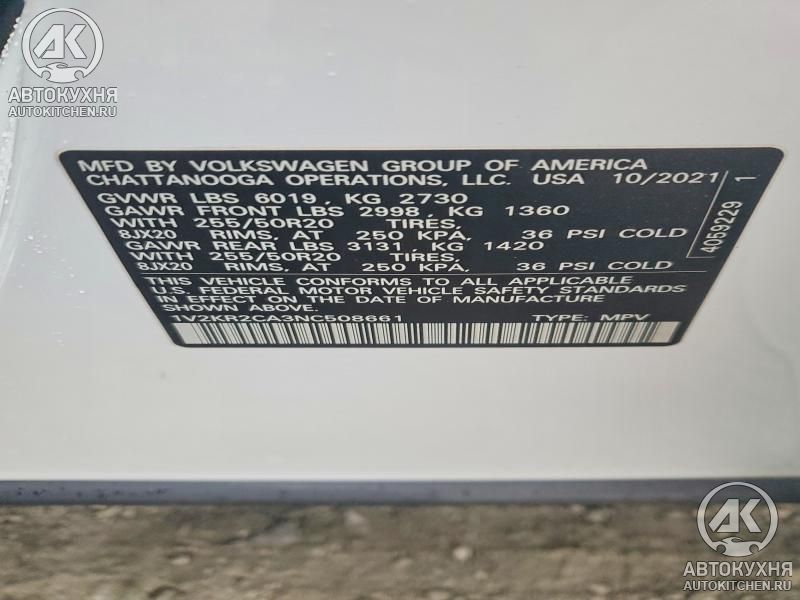 AK
АВТОКУХНЯ
AUTOKITCHEN.RU
MFD BY VOLKSWAGEN GROUP OF AMERICA
CHATTANOOGA OPERATIONS, LLC. USA 10/2021
GVWR LBS 6019, KG 2730
GAWR FRONT LBS 2998, KG 1360
WITH 255/50R20 TIRES,
8JX20 RIMS, AT 250 KPA, 36 PSI COLD
GAWR REAR LBS 3131, KG 1420
WITH 255/50R20 TIRES,
8JX20 RIMS, AT 250 KPA, 36 PSI COLD
THIS VEHICLE CONFORMS TO ALL APPLICABLE
U.S. FEDERAL MOTOR VEHICLE SAFETY STANDARDS
IN EFFECT ON THE DATE OF MANUFACTURE
SHOWN ABOVE.
1V2KR2CA3NC508661 TYPE: MPV
4059229 1
AK
АВТОКУХНЯ
AUTOKITCHEN.RU